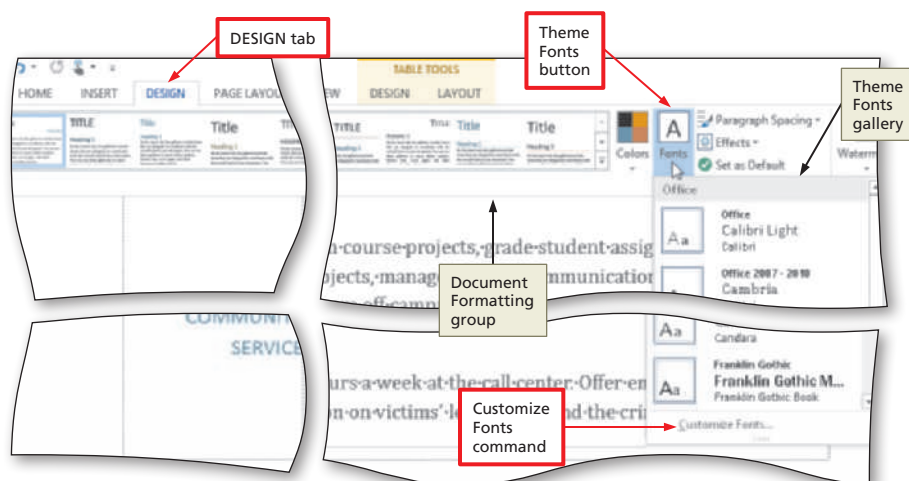 DESIGN tab
Theme
Fonts
button
Theme
Fonts
gallery
TABLE TOOLS
HOME INSERT DESIGN PAGE LAYOU EW DESIGN LAYOUT
TITLE Title Title TITLE Title Title
Colors
Fonts
Paragraph Spacing
Effects
Set as Default
Waterm
Office
Office
Calibri Light
Calibri
Office 2007 - 2010
Cambria
Candara
Franklin Gothic
Franklin Gothic M...
Franklin Gothic Book
Customize Fonts...
n·course·projects,·grade·student·assig
ojects,·manag mmunication
off·camp
Document
Formatting
group
COMMUNIT
SERVICE
urs·a·week·at·the·call·center.·Offer·en
on·on·victims'·le nd·the·cri
Customize
Fonts
command